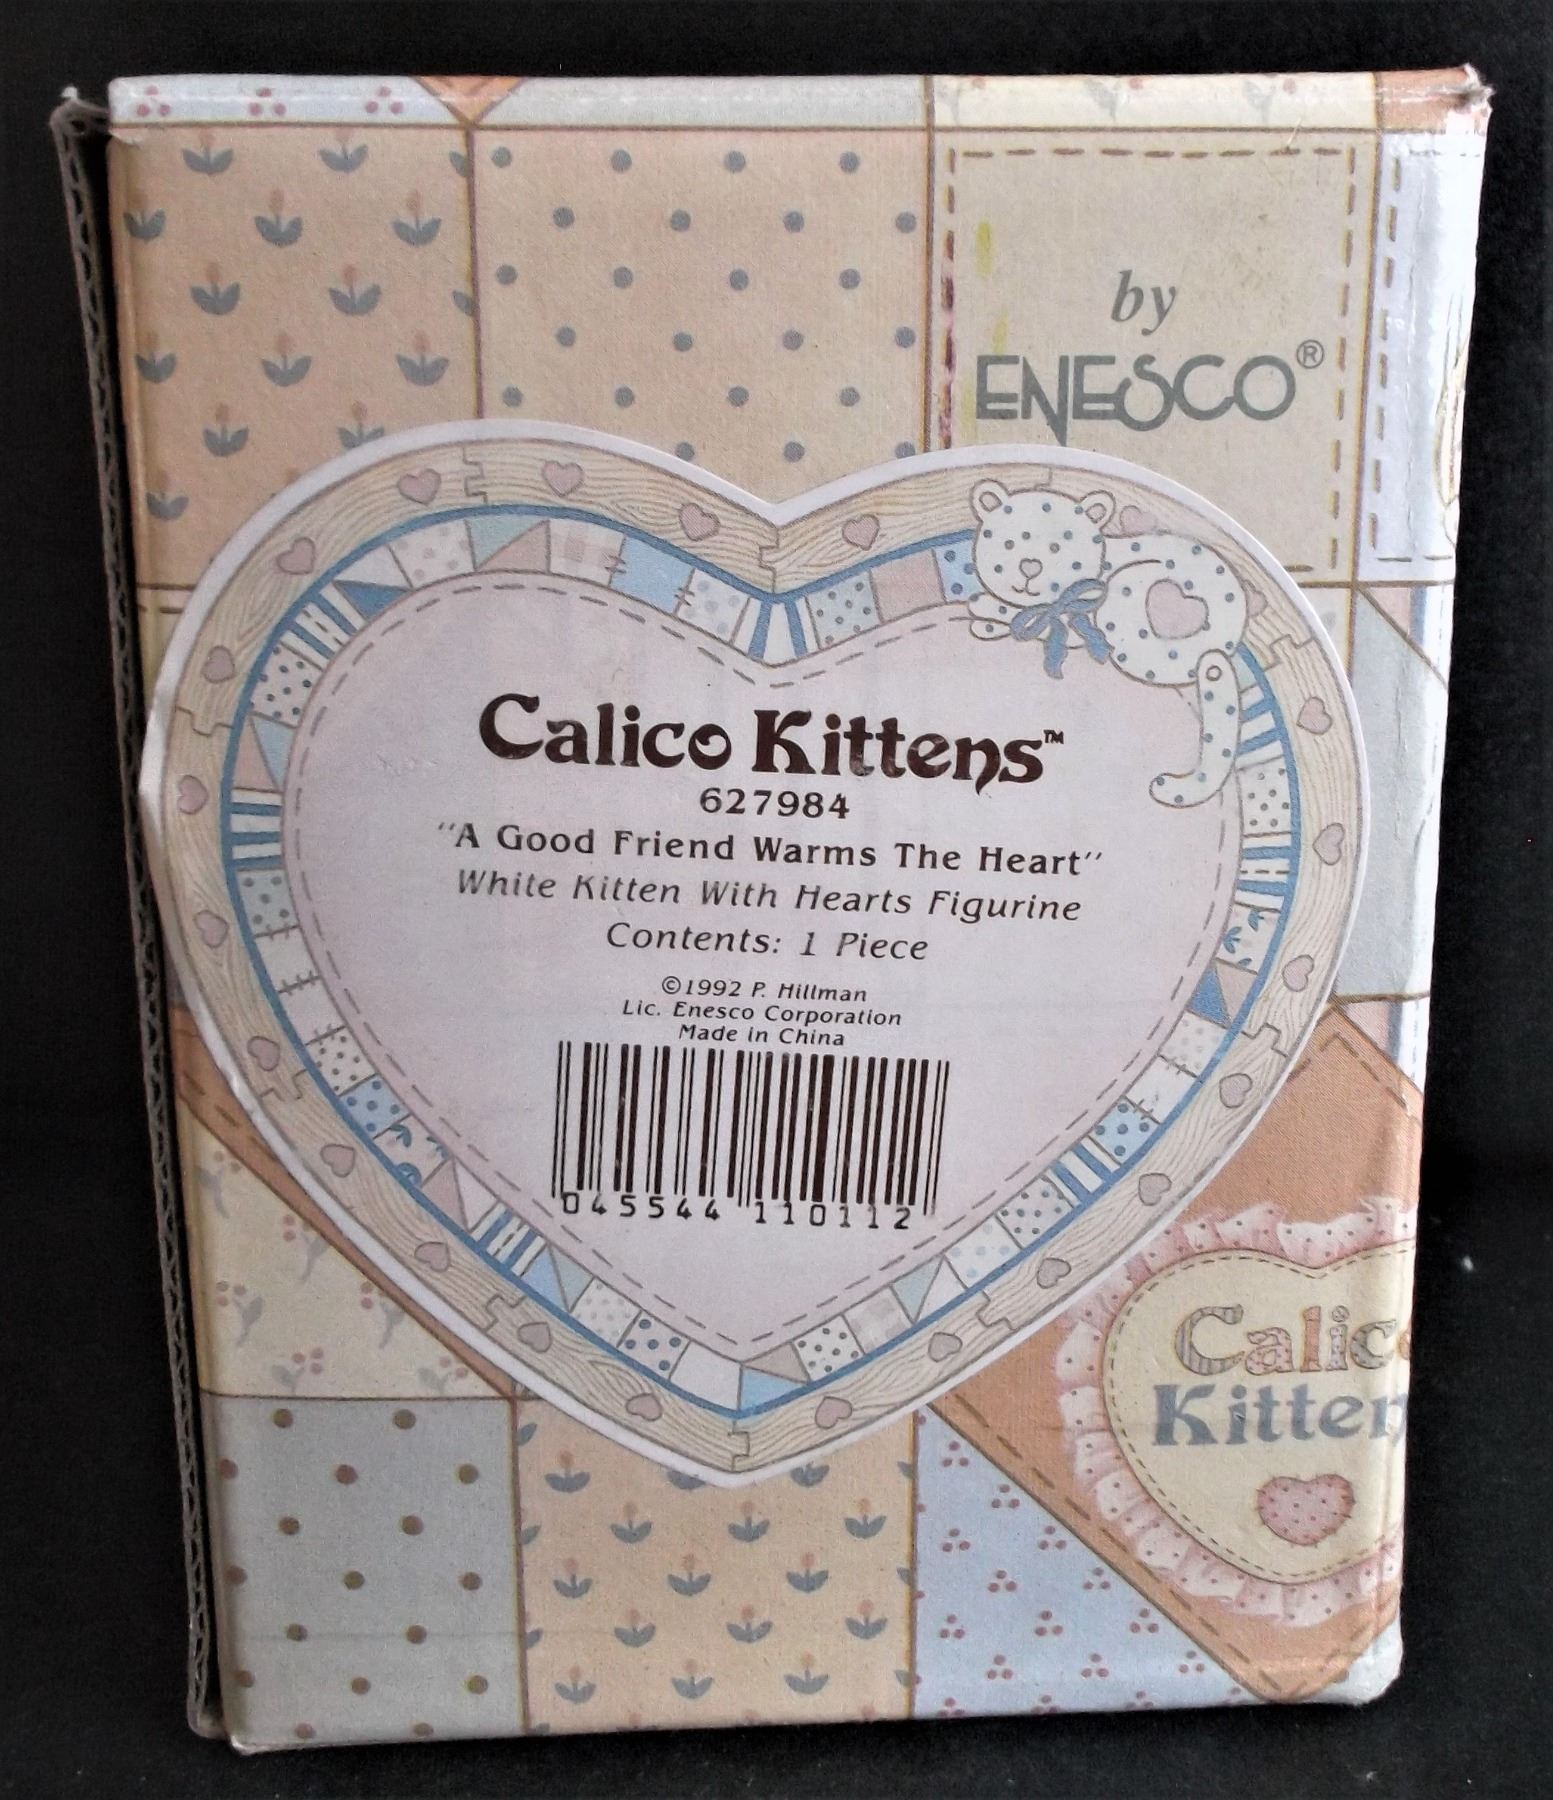 by
ENESCO®
Calico Kittens™
627984
"A Good Friend Warms The Heart"
White Kitten With Hearts Figurine
Contents: 1 Piece
©1992 P. Hillman
Lic. Enesco Corporation
Made in China
045544 110112
Calic
Kitten